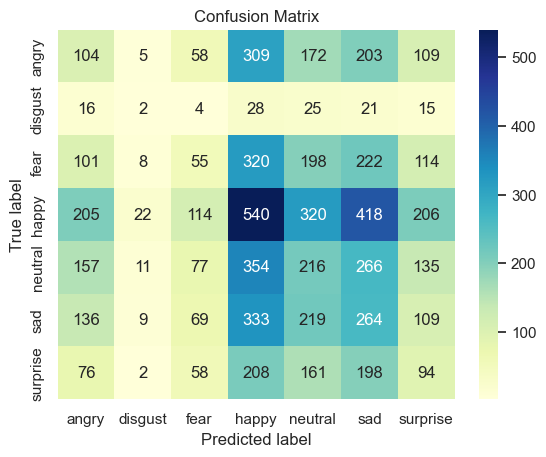 Confusion Matrix
True label
angry 104 5 58 309 172 203 109
disgust 16 2 4 28 25 21 15
fear 101 8 55 320 198 222 114
happy 205 22 114 540 320 418 206
neutral 157 11 77 354 216 266 135
sad 136 9 69 333 219 264 109
surprise 76 2 58 208 161 198 94
angry disgust fear happy neutral sad surprise
Predicted label
500
400
300
200
100